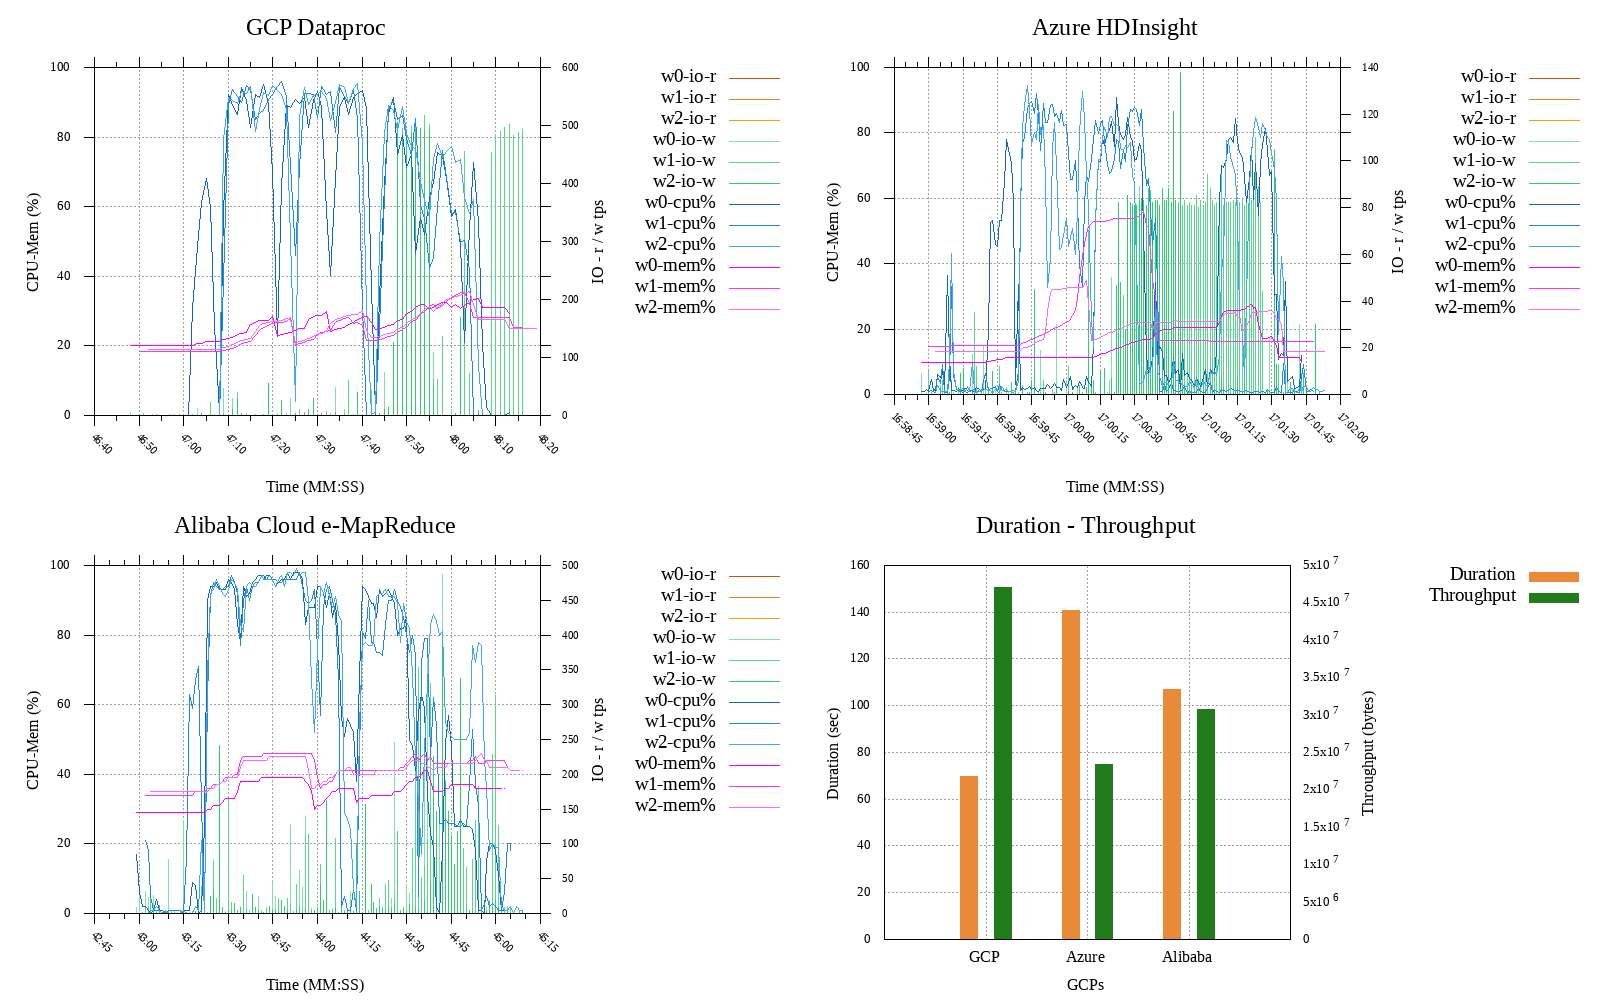 GCP Dataproc
100
80
60
40
20
0
CPU-Mem (%)
600
500
400
300
200
100
0
IO - r / w tps
46:40
46:50
47:00
47:10
47:20
47:30
47:40
47:50
48:00
48:10
48:20
Time (MM:SS)
w0-io-r
w1-io-r
w2-io-r
w0-io-w
w1-io-w
w2-io-w
w0-cpu%
w1-cpu%
w2-cpu%
w0-mem%
w1-mem%
w2-mem%
Azure HDInsight
100
80
60
40
20
0
CPU-Mem (%)
140
120
100
80
60
40
20
0
IO - r / w tps
16:58:45
16:59:00
16:59:15
16:59:30
16:59:45
17:00:00
17:00:15
17:00:30
17:00:45
17:01:00
17:01:15
17:01:30
17:01:45
17:02:00
Time (MM:SS)
w0-io-r
w1-io-r
w2-io-r
w0-io-w
w1-io-w
w2-io-w
w0-cpu%
w1-cpu%
w2-cpu%
w0-mem%
w1-mem%
w2-mem%
Alibaba Cloud e-MapReduce
100
80
60
40
20
0
CPU-Mem (%)
500
450
400
350
300
250
200
150
100
50
0
IO - r / w tps
42:45
43:00
43:15
43:30
43:45
44:00
44:15
44:30
44:45
45:00
45:15
Time (MM:SS)
w0-io-r
w1-io-r
w2-io-r
w0-io-w
w1-io-w
w2-io-w
w0-cpu%
w1-cpu%
w2-cpu%
w0-mem%
w1-mem%
w2-mem%
Duration - Throughput
160
140
120
100
80
60
40
20
0
Duration (sec)
5x10 7
4.5x10 7
4x10 7
3.5x10 7
3x10 7
2.5x10 7
2x10 7
1.5x10 7
1x10 7
5x10 6
0
Throughput (bytes)
GCP
Azure
Alibaba
GCPs
Duration
Throughput